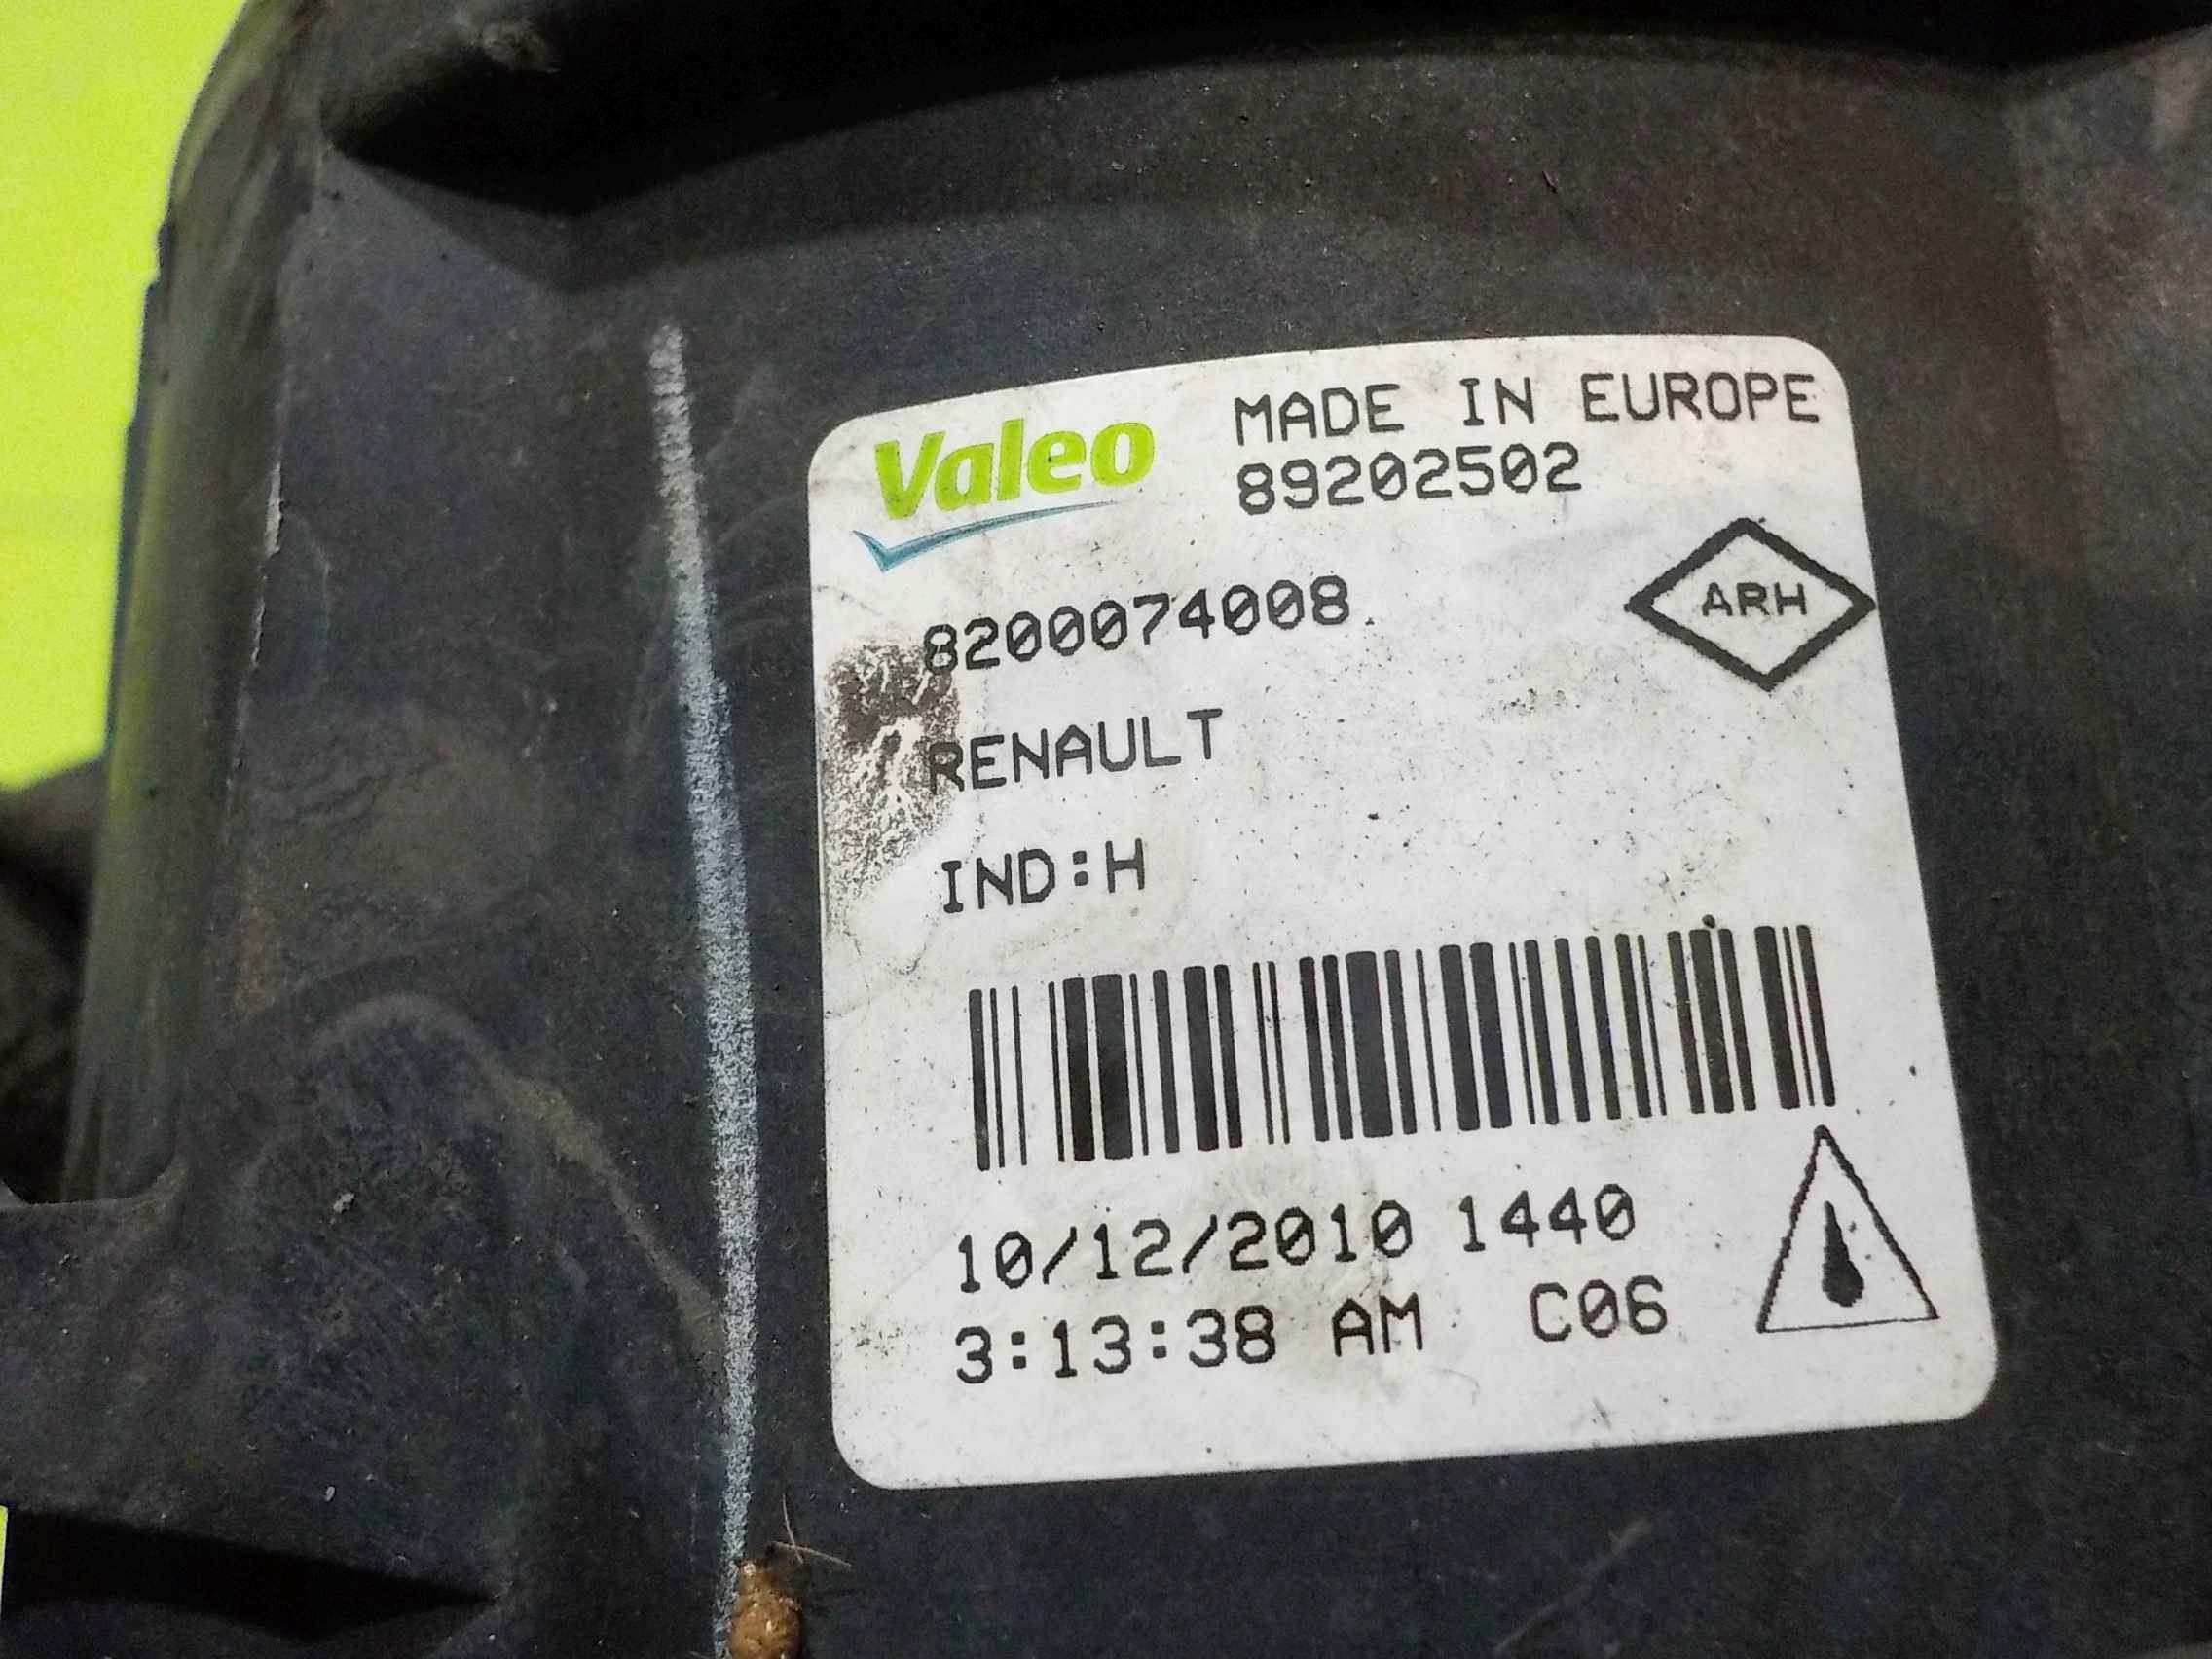 Valeo MADE IN EUROPE
89202502
8200074008
ARH
RENAULT
IND:H
10/12/2010 1440
3:13:38 AM C06